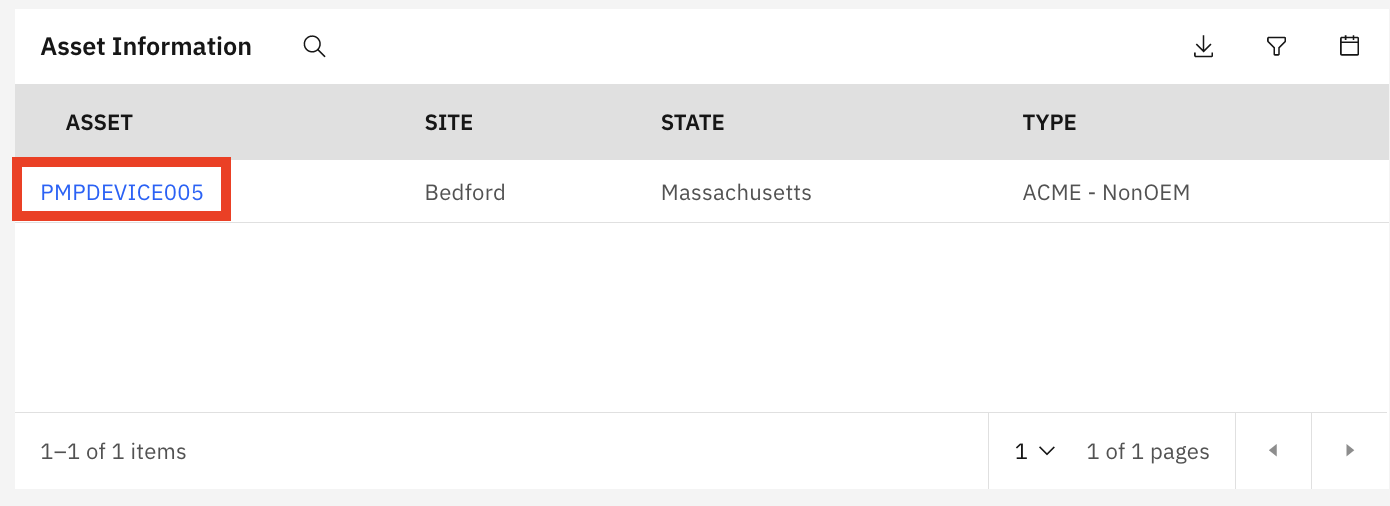 Asset Information
ASSET SITE STATE TYPE
PMPDEVICE005 Bedford Massachusetts ACME - NonOEM
1–1 of 1 items 1 1 of 1 pages